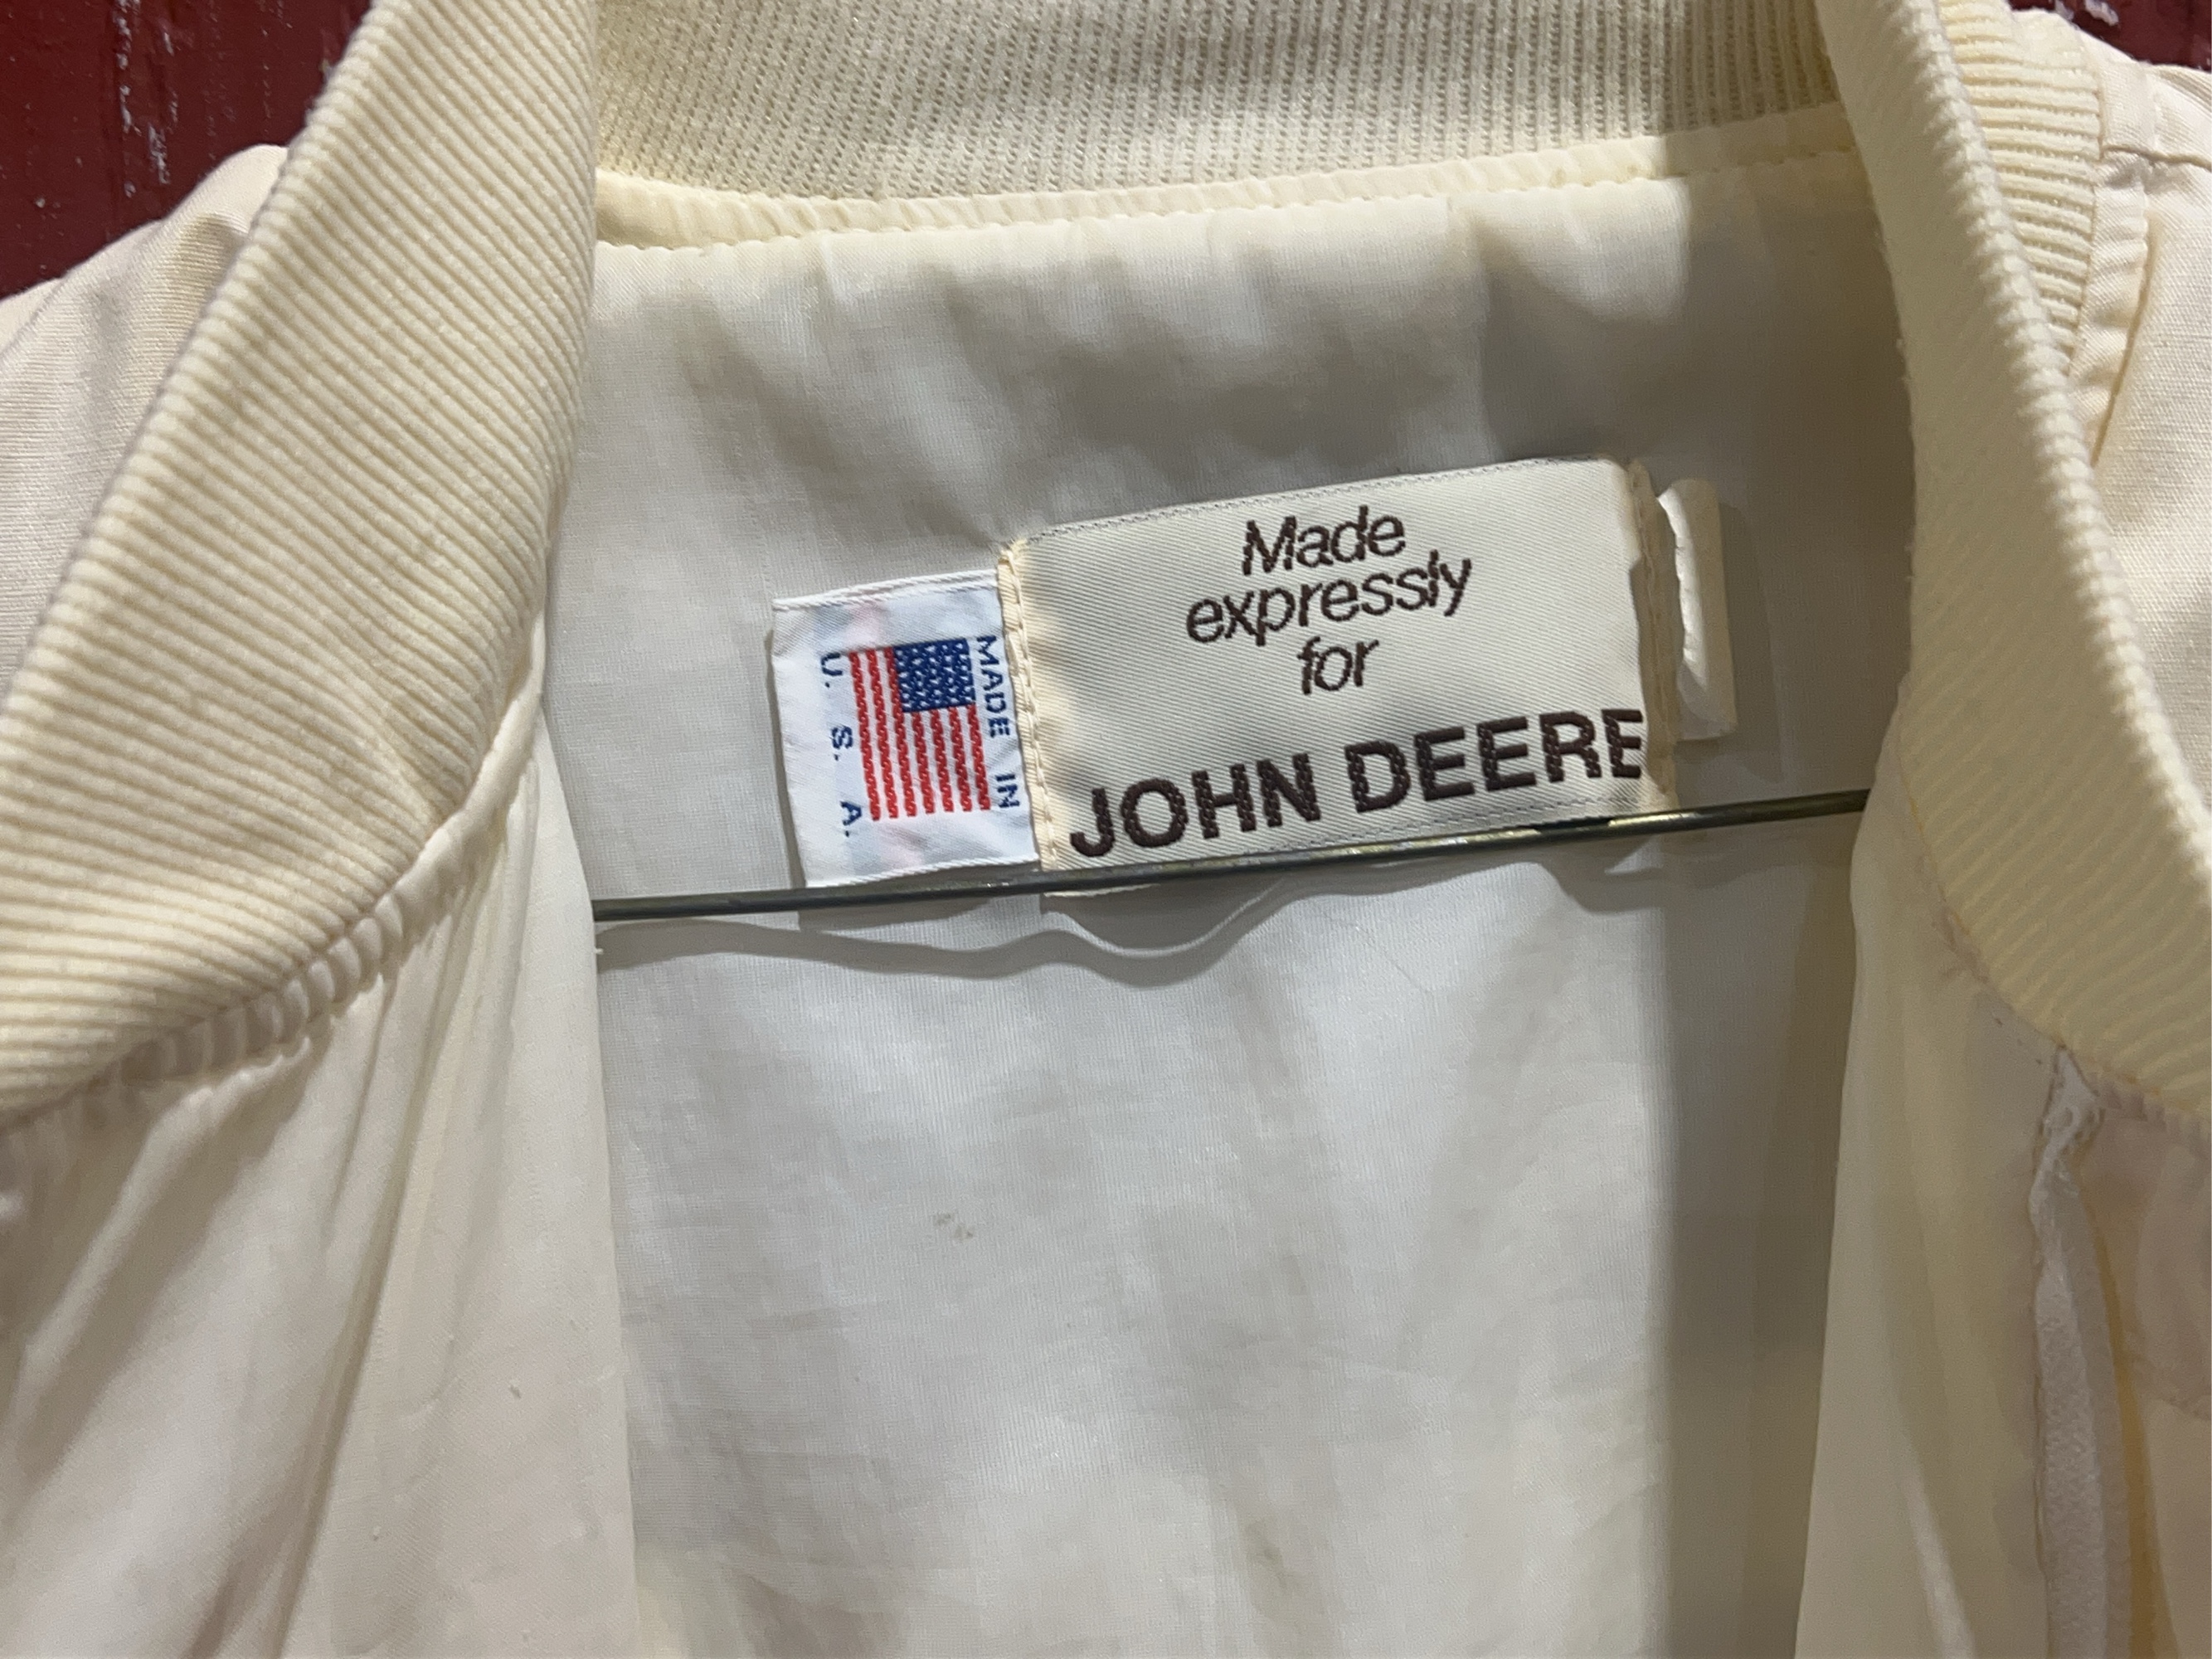 MADE IN
U. S. A.
Made
expressly
for
JOHN DEERE